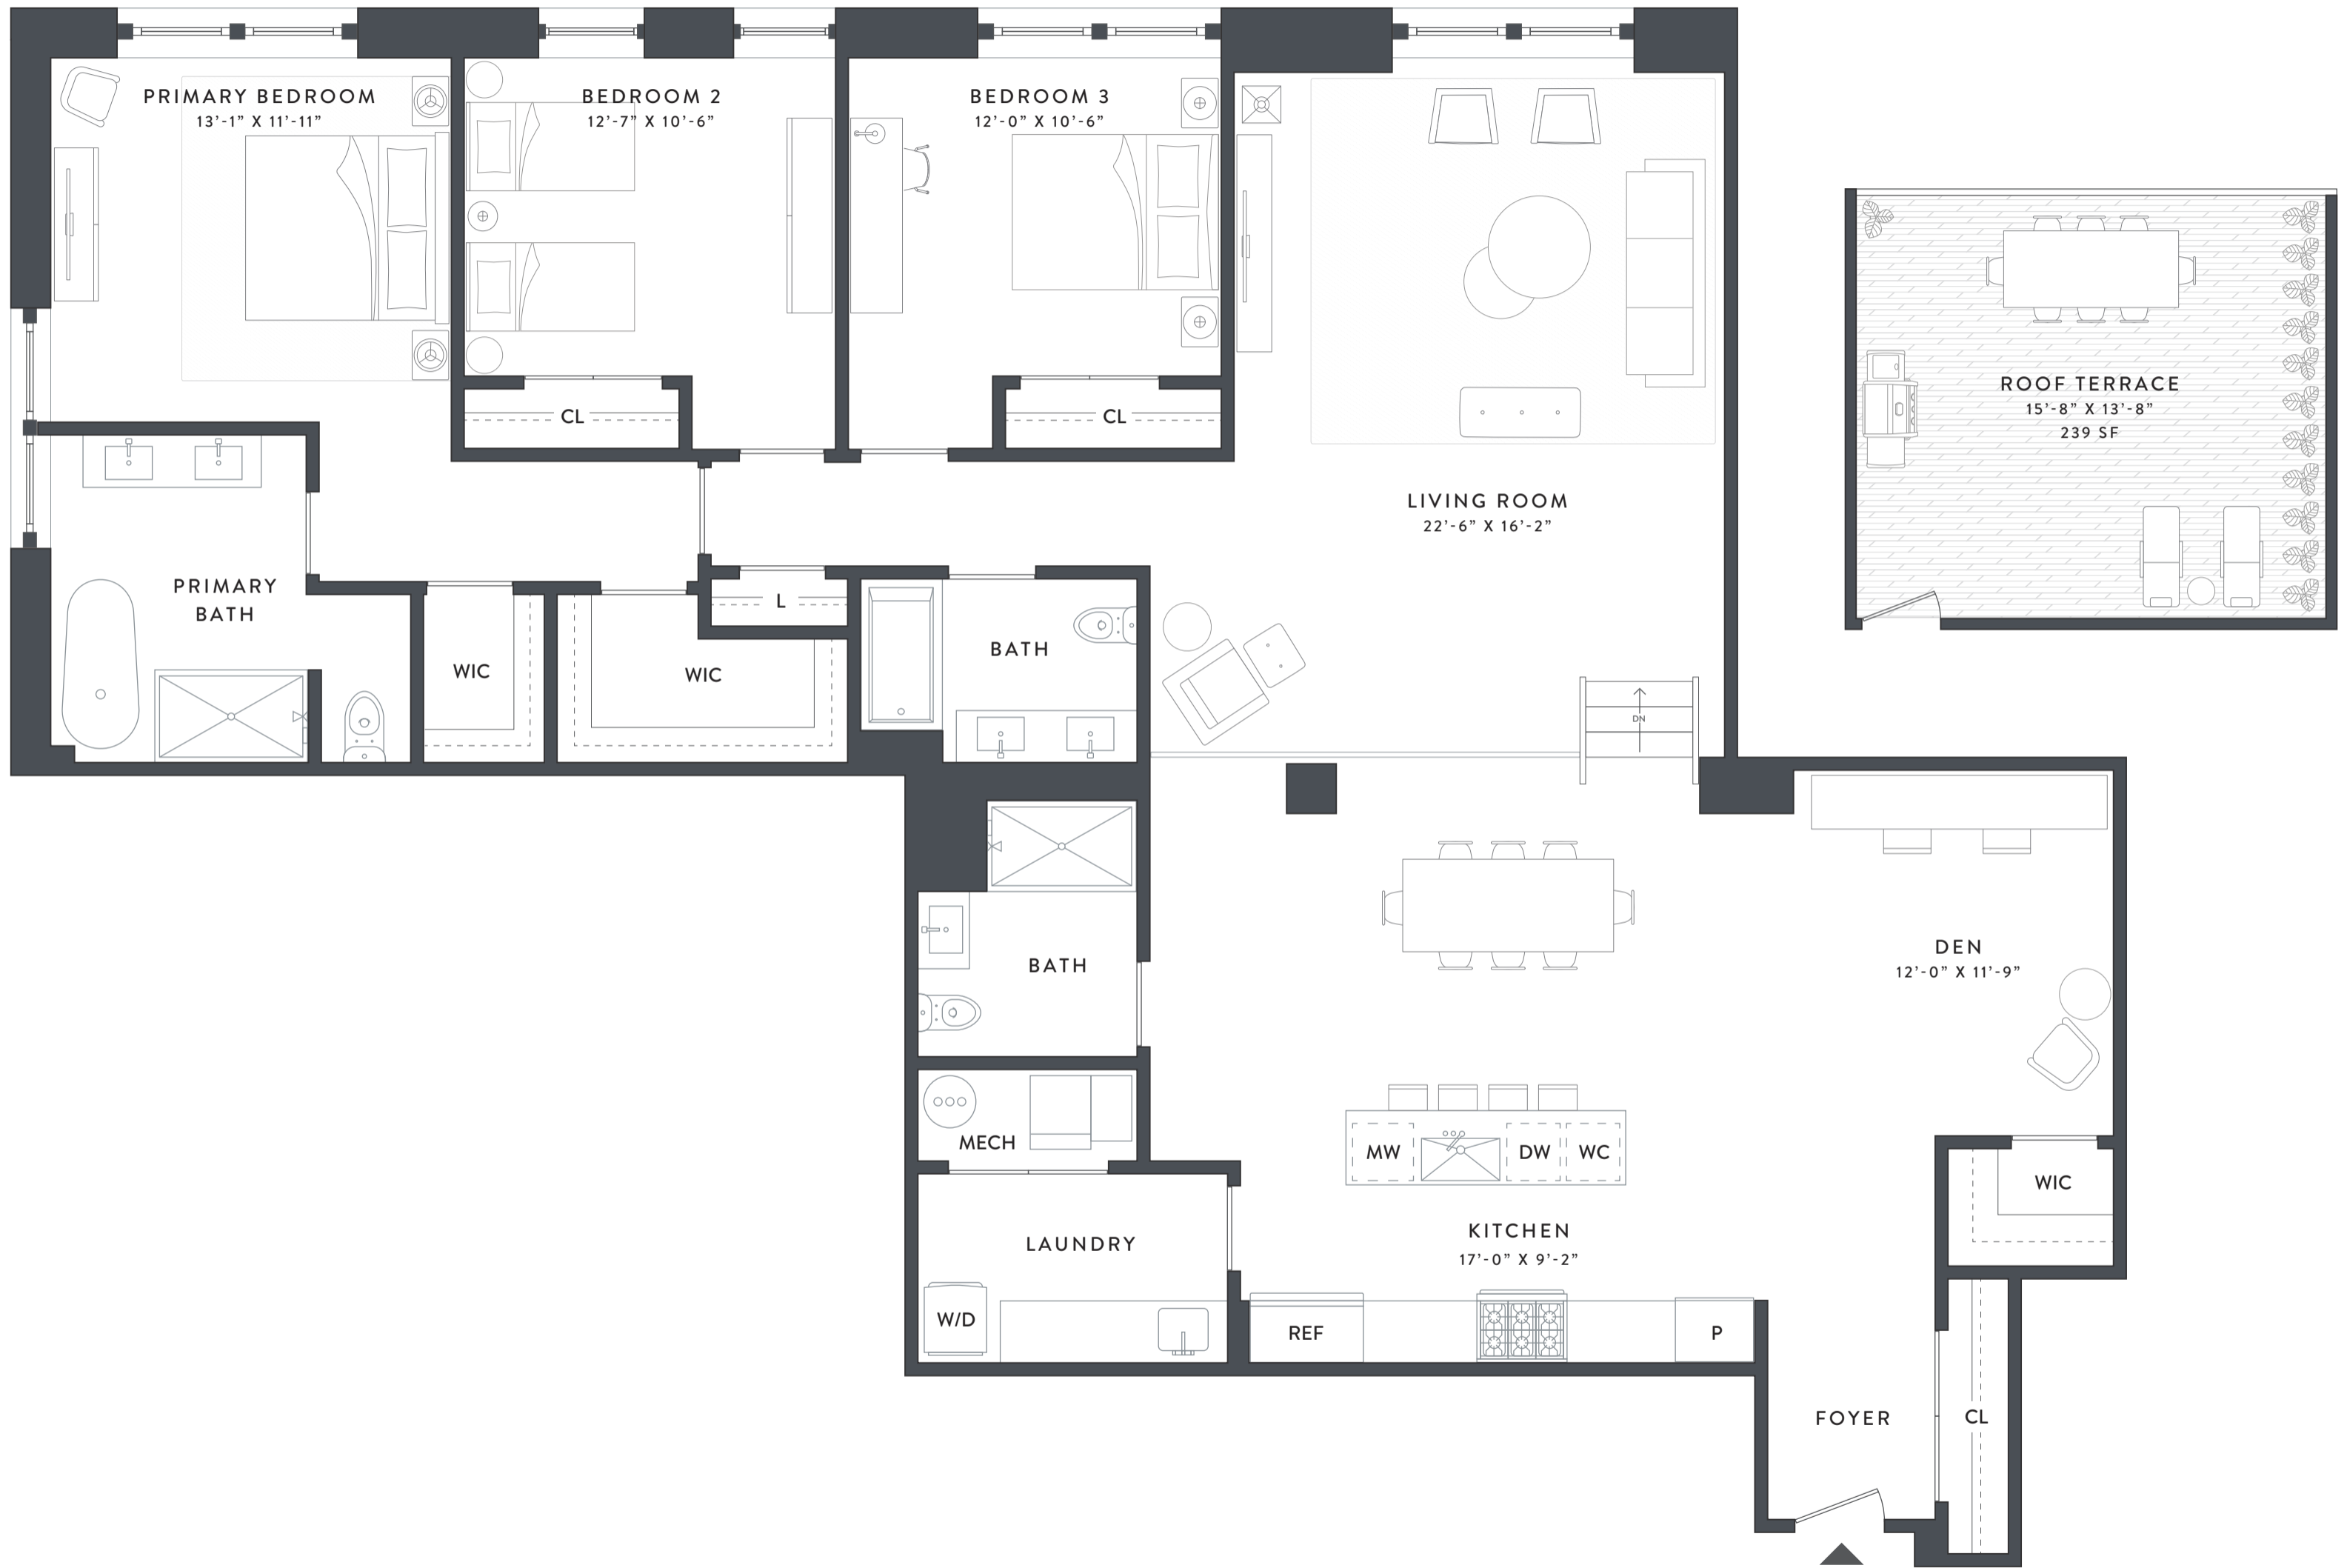 PRIMARY BEDROOM
13’-1” X 11’-11”
BEDROOM 2
12’-7” X 10’-6”
BEDROOM 3
12’-0” X 10’-6”
CL
CL
LIVING ROOM
22’-6” X 16’-2”
ROOF TERRACE
15’-8” X 13’-8”
239 SF
PRIMARY
BATH
WIC
WIC
L
BATH
DN
BATH
DEN
12’-0” X 11’-9”
MECH
MW
DW
WC
WIC
LAUNDRY
KITCHEN
17’-0” X 9’-2”
W/D
REF
P
FOYER
CL